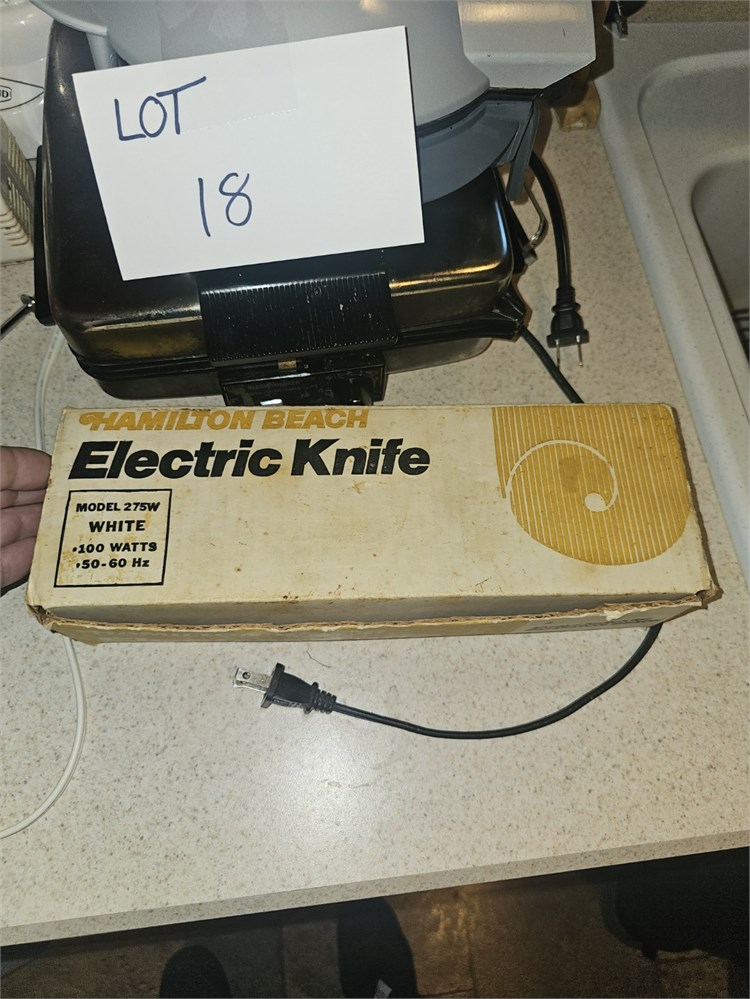 LOT
18
HAMILTON BEACH
Electric Knife
MODEL 275W
WHITE
•100 WATTS
•50-60 Hz